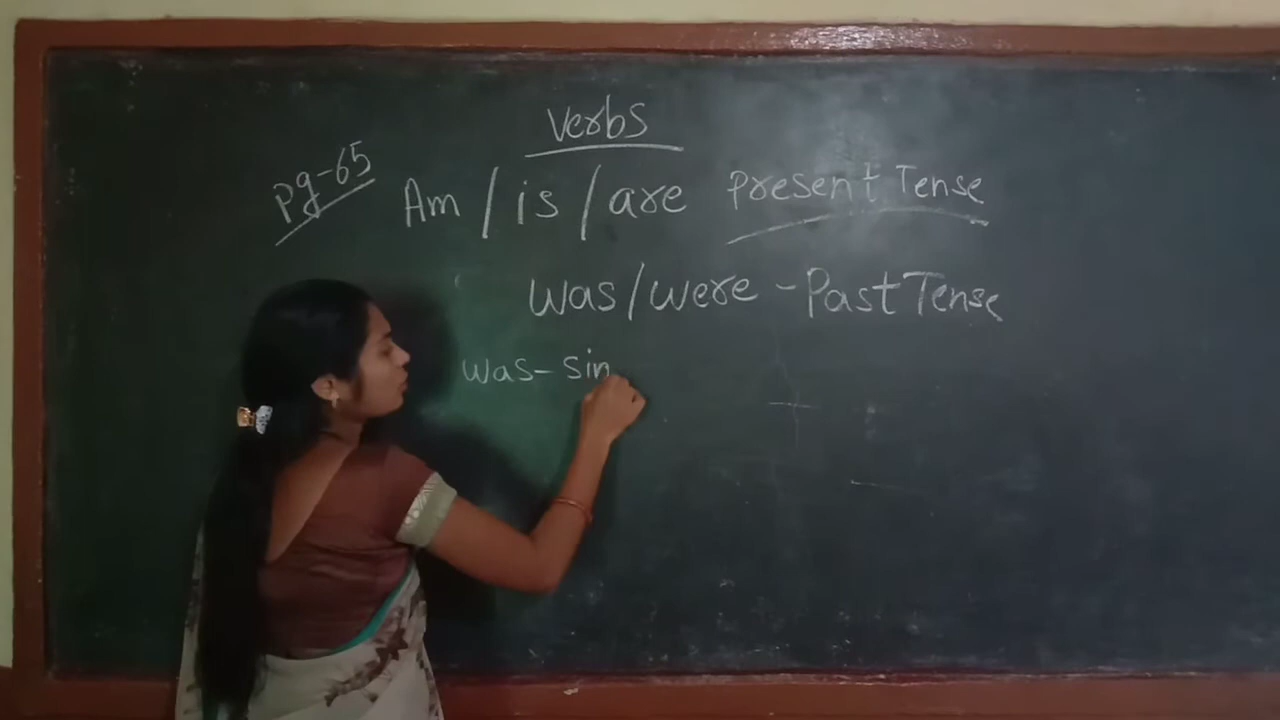 Verbs
Pg-65
Am / is / are Present Tense
was/were - Past Tense
was - sin